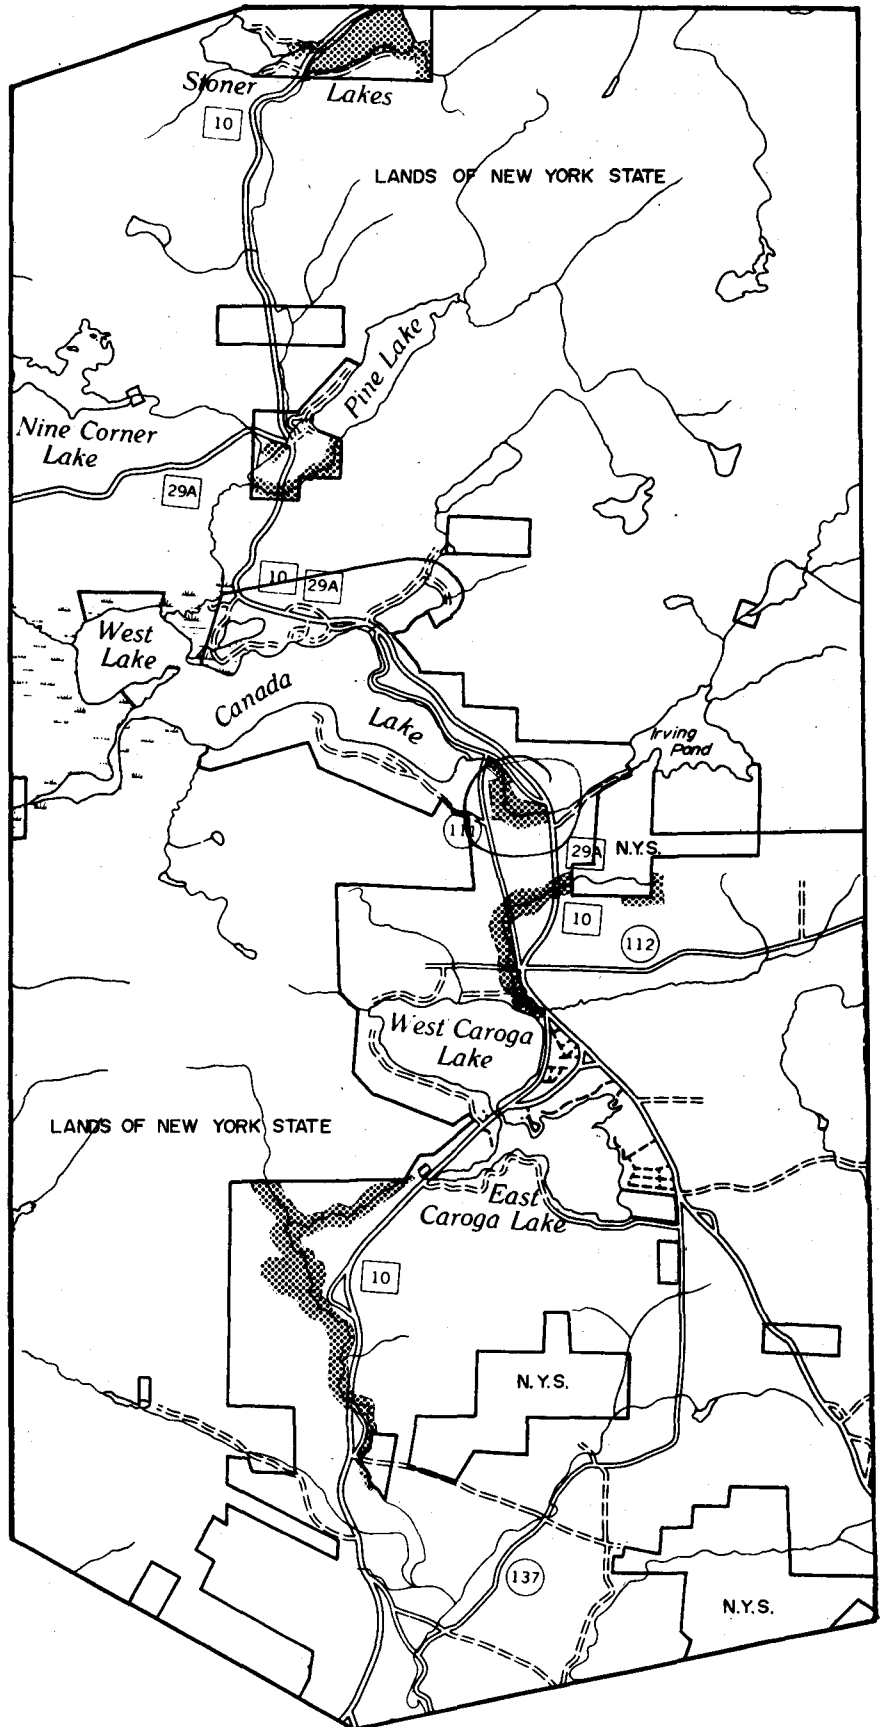 Stoner
Lakes
10
LANDS OF NEW YORK STATE
Pine Lake
Nine Corner
Lake
29A
10
29A
West
Lake
Canada
Lake
Irving
Pond
111
29A
N.Y.S.
10
112
West Caroga
Lake
LANDS OF NEW YORK STATE
East
Caroga Lake
10
N.Y.S.
137
N.Y.S.